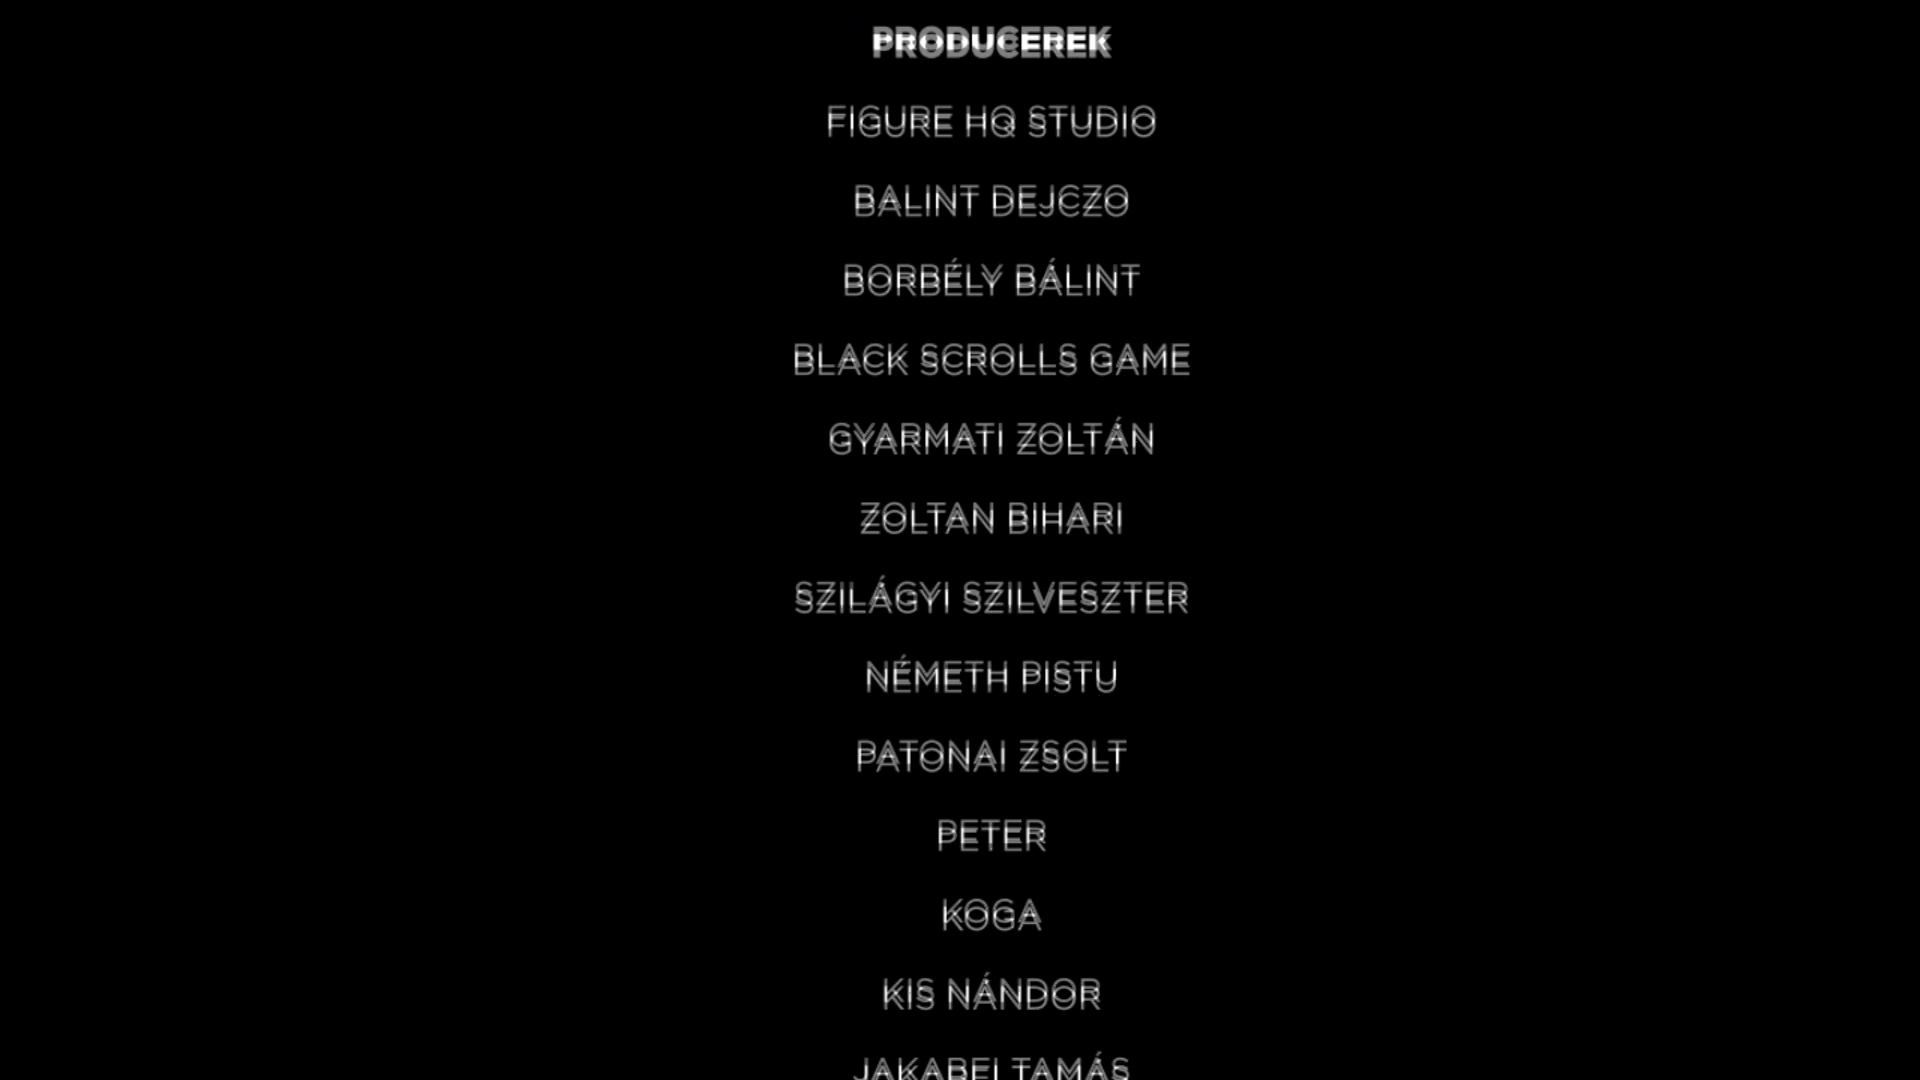 PRODUCEREK
FIGURE HQ STUDIO
BALINT DEJCZO
BORBÉLY BÁLINT
BLACK SCROLLS GAME
GYARMATI ZOLTÁN
ZOLTAN BIHARI
SZILÁGYI SZILVESZTER
NÉMETH PISTU
PATONAI ZSOLT
PETER
KOGA
KIS NÁNDOR
TAMÁS